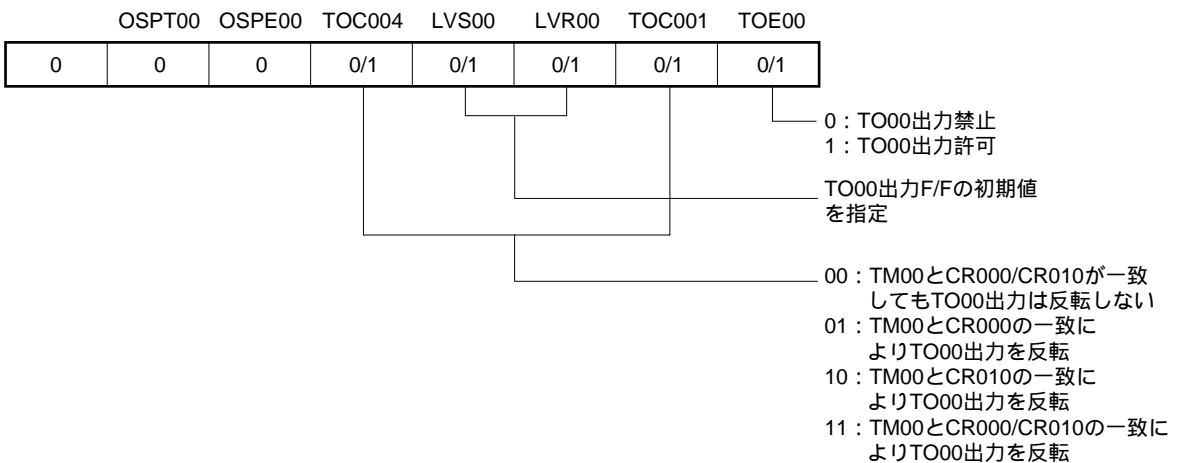 OSPT00 OSPE00 TOC004 LVS00 LVR00 TOC001 TOE00
0 0 0 0/1 0/1 0/1 0/1 0/1
0：TO00出力禁止
1：TO00出力許可
TO00出力F/Fの初期値
を指定
00：TM00とCR000/CR010が一致
してもTO00出力は反転しない
01：TM00とCR000の一致に
よりTO00出力を反転
10：TM00とCR010の一致に
よりTO00出力を反転
11：TM00とCR000/CR010の一致に
よりTO00出力を反転